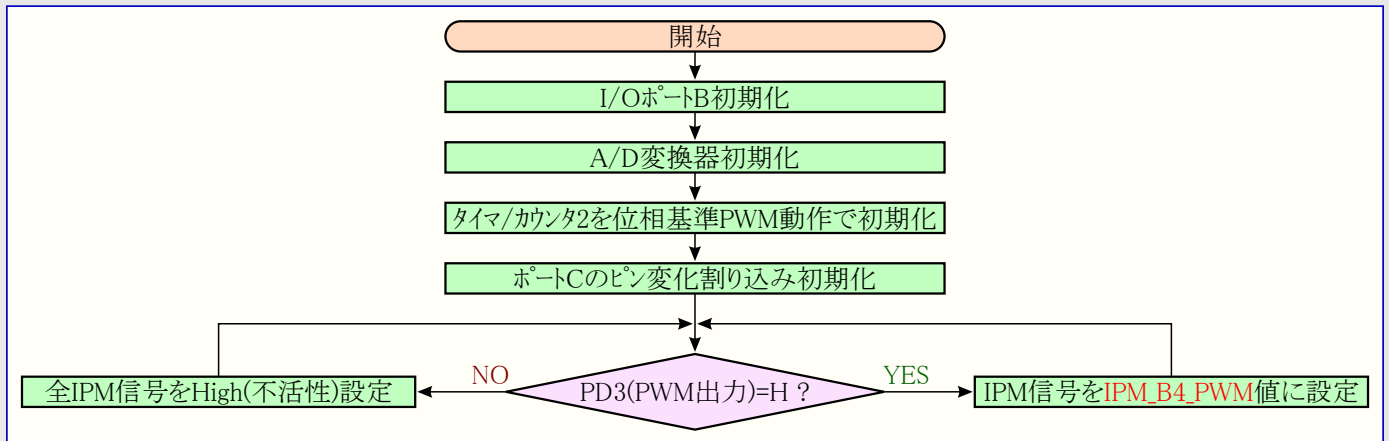 開始
I/OポートB初期化
A/D変換器初期化
タイマ/カウンタ2を位相基準PWM動作で初期化
ポートCのピン変化割り込み初期化
全IPM信号をHigh(不活性)設定
NO
PD3(PWM出力)=H ?
YES
IPM信号をIPM_B4_PWM値に設定